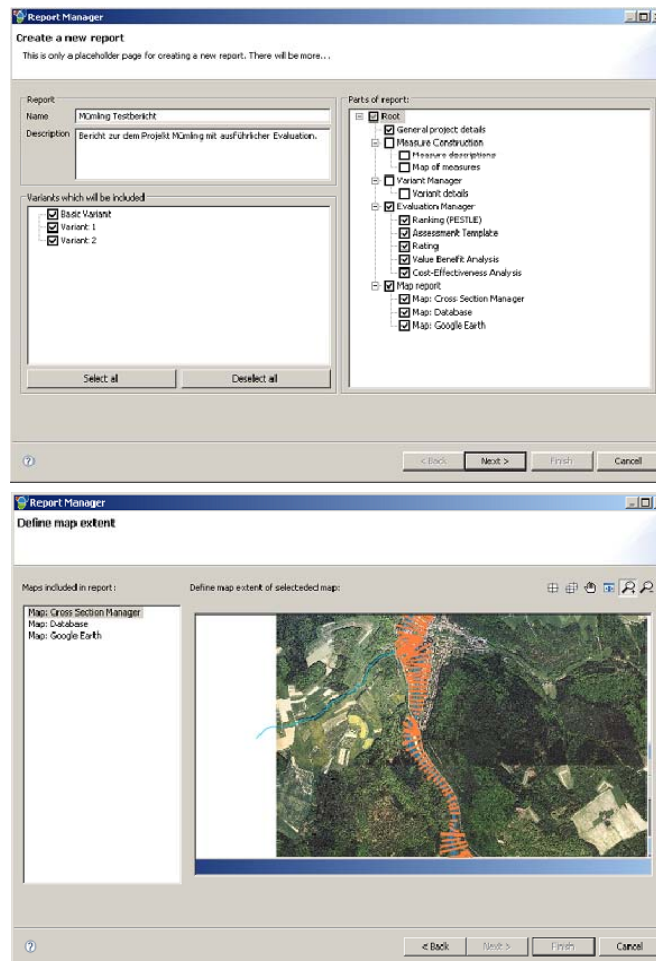 Report Manager
Create a new report
This is only a placeholder page for creating a new report. There will be more...
Report
Name
Mümling Testbericht
Description
Bericht zur dem Projekt Mümling mit ausführlicher Evaluation.
Variants which will be included
Basic Variant
Variant 1
Variant 2
Select all
Deselect all
Parts of report:
Root
General project details
Measure Construction
Measure descriptions
Map of measures
Variant Manager
Variant details
Evaluation Manager
Ranking (PESTLE)
Assessment Template
Rating
Value Benefit Analysis
Cost-Effectiveness Analysis
Map report
Map: Cross Section Manager
Map: Database
Map: Google Earth
< Back
Next >
Finish
Cancel
Report Manager
Define map extent
Maps included in report:
Map: Cross Section Manager
Map: Database
Map: Google Earth
Define map extent of selecteded map:
< Back
Next >
Finish
Cancel